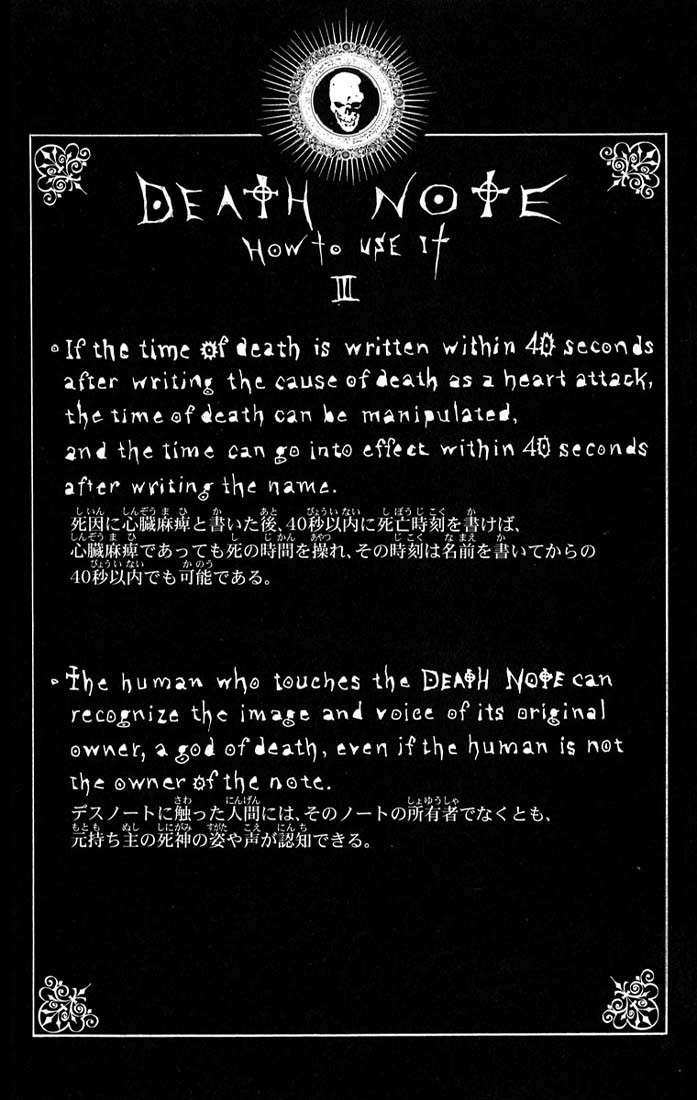 DEATH NOTE
HOW TO USE IT
III
If the time of death is written within 40 seconds
after writing the cause of death as a heart attack,
the time of death can be manipulated,
and the time can go into effect within 40 seconds
after writing the name.
死因に心臓麻痺と書いた後、40秒以内に死亡時刻を書けば、
心臓麻痺であっても死の時間を操れ、その時刻は名前を書いてからの
40秒以内でも可能である。
The human who touches the DEATH NOTE can
recognize the image and voice of its original
owner, a god of death, even if the human is not
the owner of the note.
デスノートに触った人間には、そのノートの所有者でなくとも、
元持ち主の死神の姿や声が認知できる。